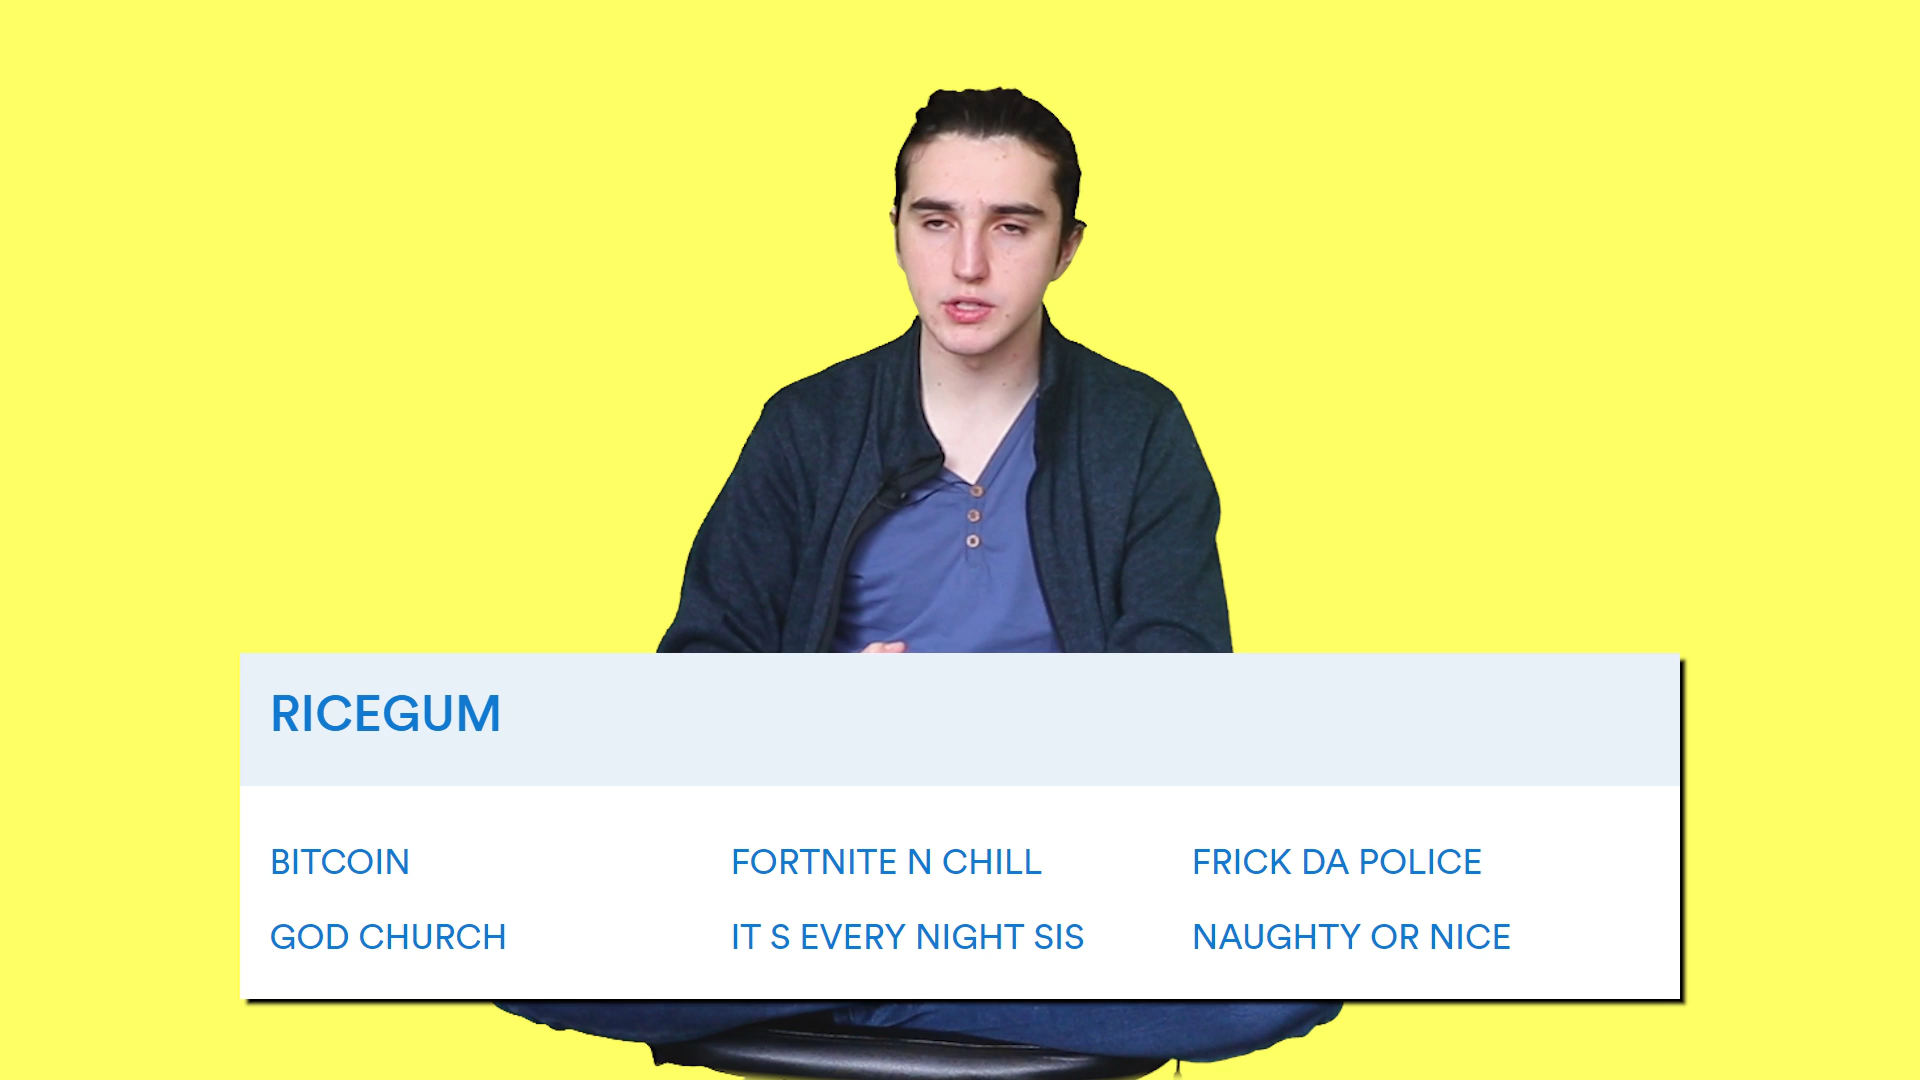 RICEGUM
BITCOIN FORTNITE N CHILL FRICK DA POLICE
GOD CHURCH IT S EVERY NIGHT SIS NAUGHTY OR NICE